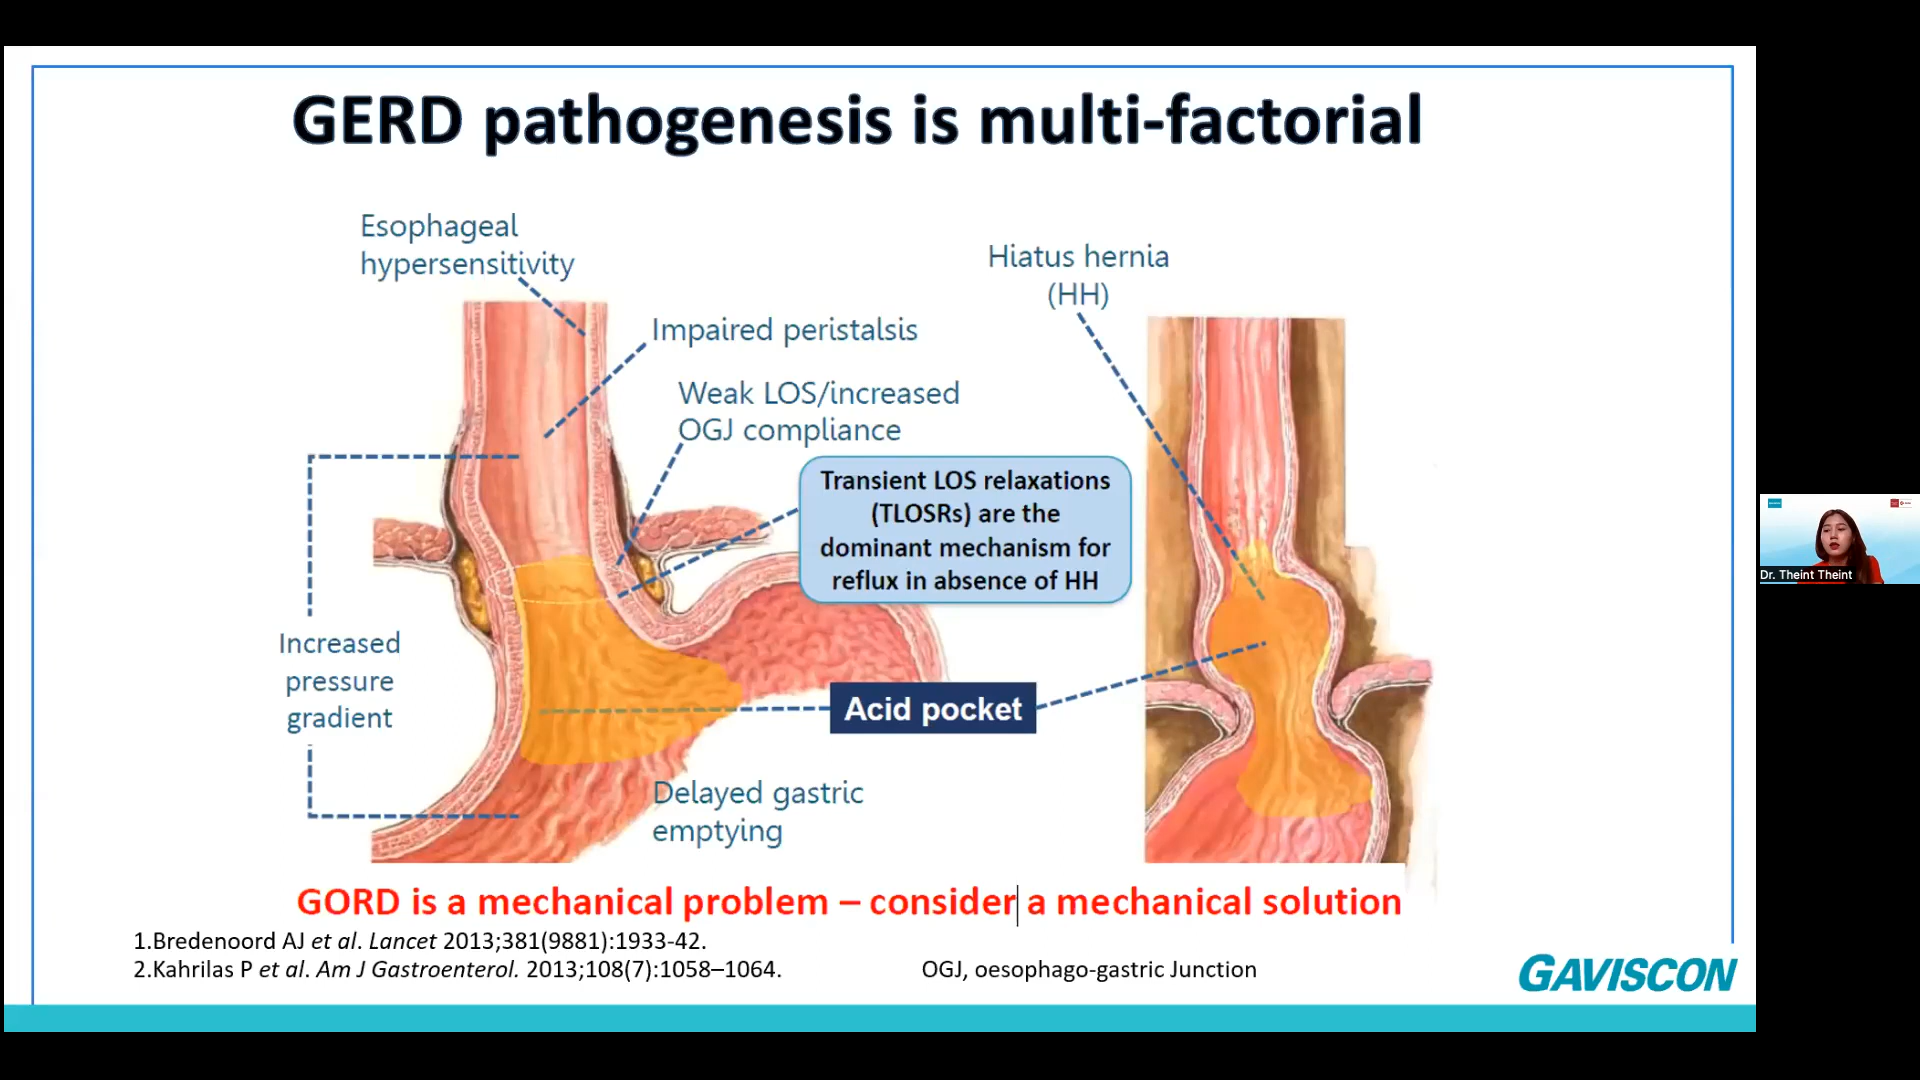 GERD pathogenesis is multi-factorial
Esophageal
hypersensitivity
Hiatus hernia
(HH)
Impaired peristalsis
Weak LOS/increased
OGJ compliance
Transient LOS relaxations
(TLOSRs) are the
dominant mechanism for
reflux in absence of HH
Increased
pressure
gradient
Acid pocket
Delayed gastric
emptying
GORD is a mechanical problem – consider a mechanical solution
1.Bredenoord AJ et al. Lancet 2013;381(9881):1933-42.
2.Kahrilas P et al. Am J Gastroenterol. 2013;108(7):1058–1064.
OGJ, oesophago-gastric Junction
GAVISCON
Dr. Theint Theint